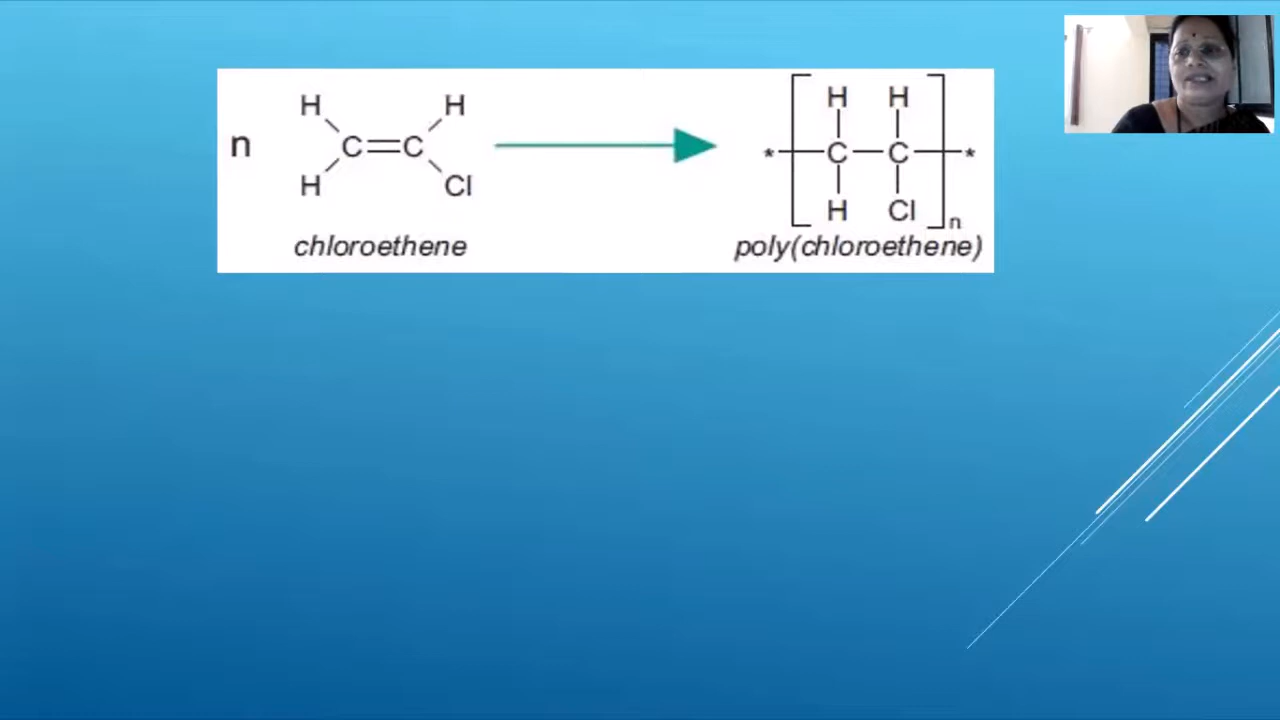 H H H H
n C=C * C C *
H Cl H Cl n
chloroethene poly(chloroethene)